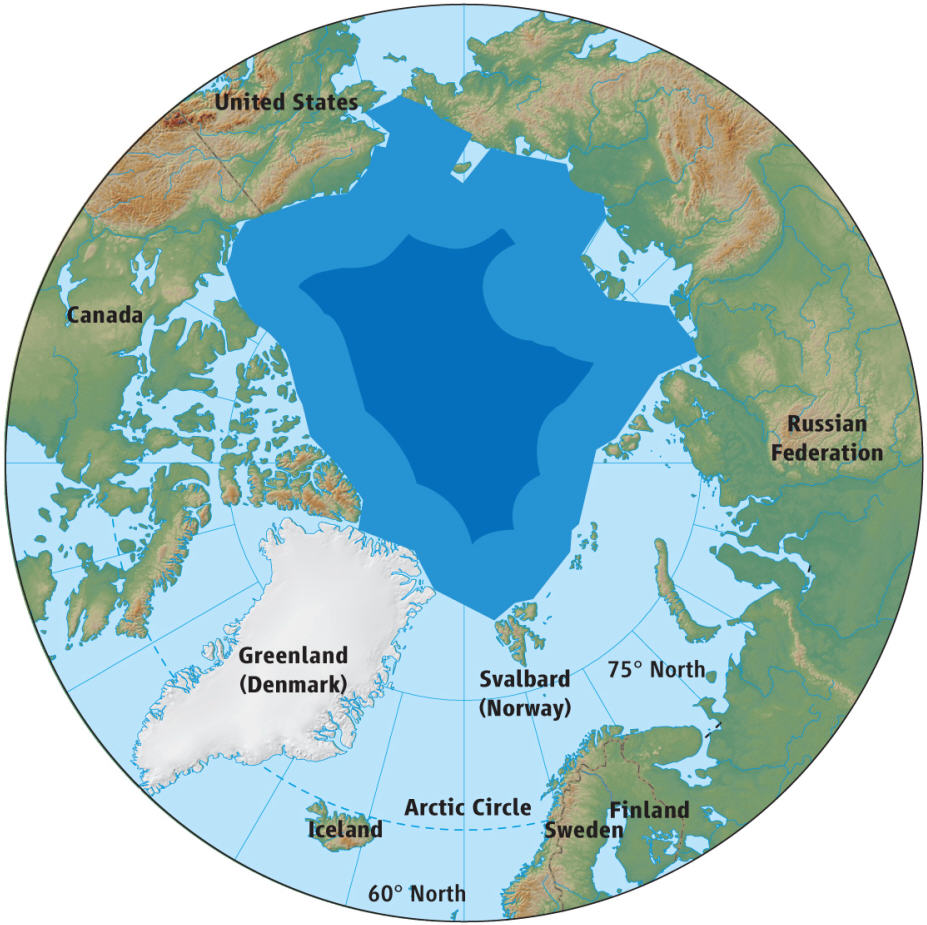 United States
Canada
Russian
Federation
Greenland
(Denmark)
Svalbard
(Norway)
75° North
Arctic Circle
Finland
Iceland
Sweden
60° North